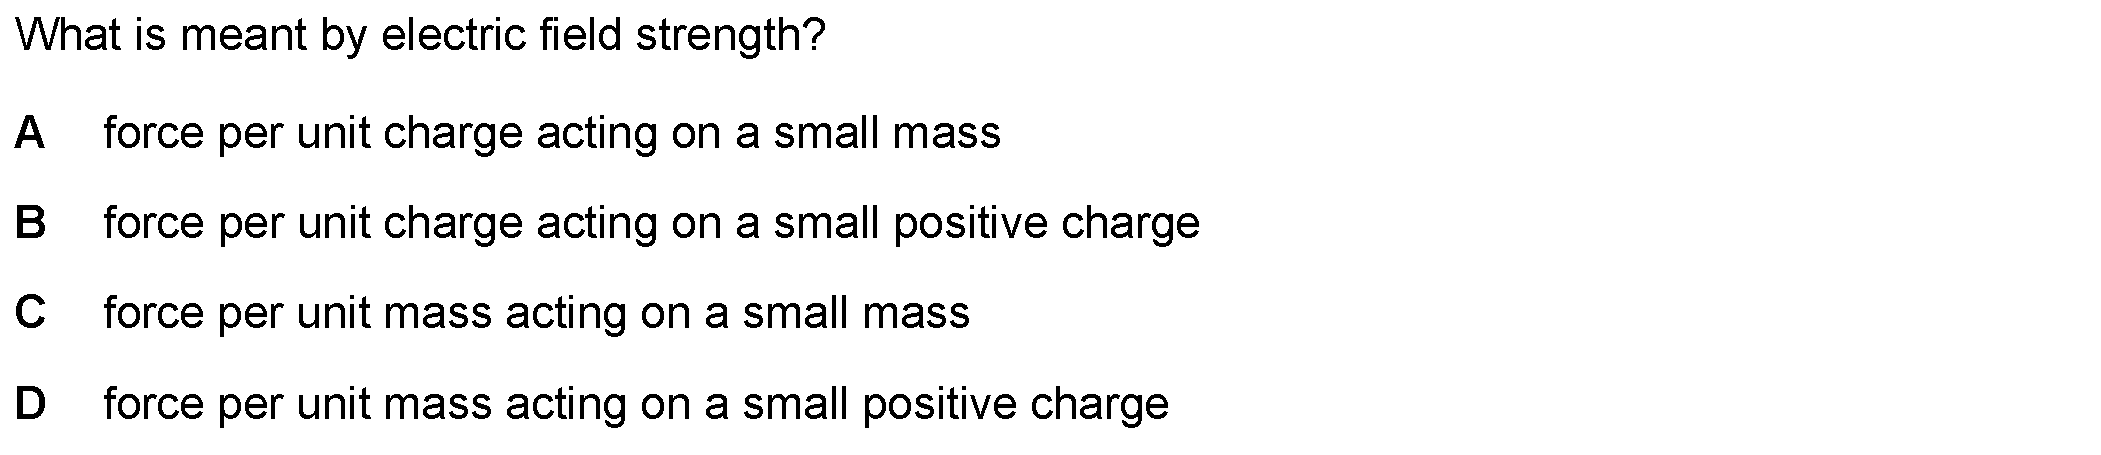 What is meant by electric field strength?
A force per unit charge acting on a small mass
B force per unit charge acting on a small positive charge
C force per unit mass acting on a small mass
D force per unit mass acting on a small positive charge